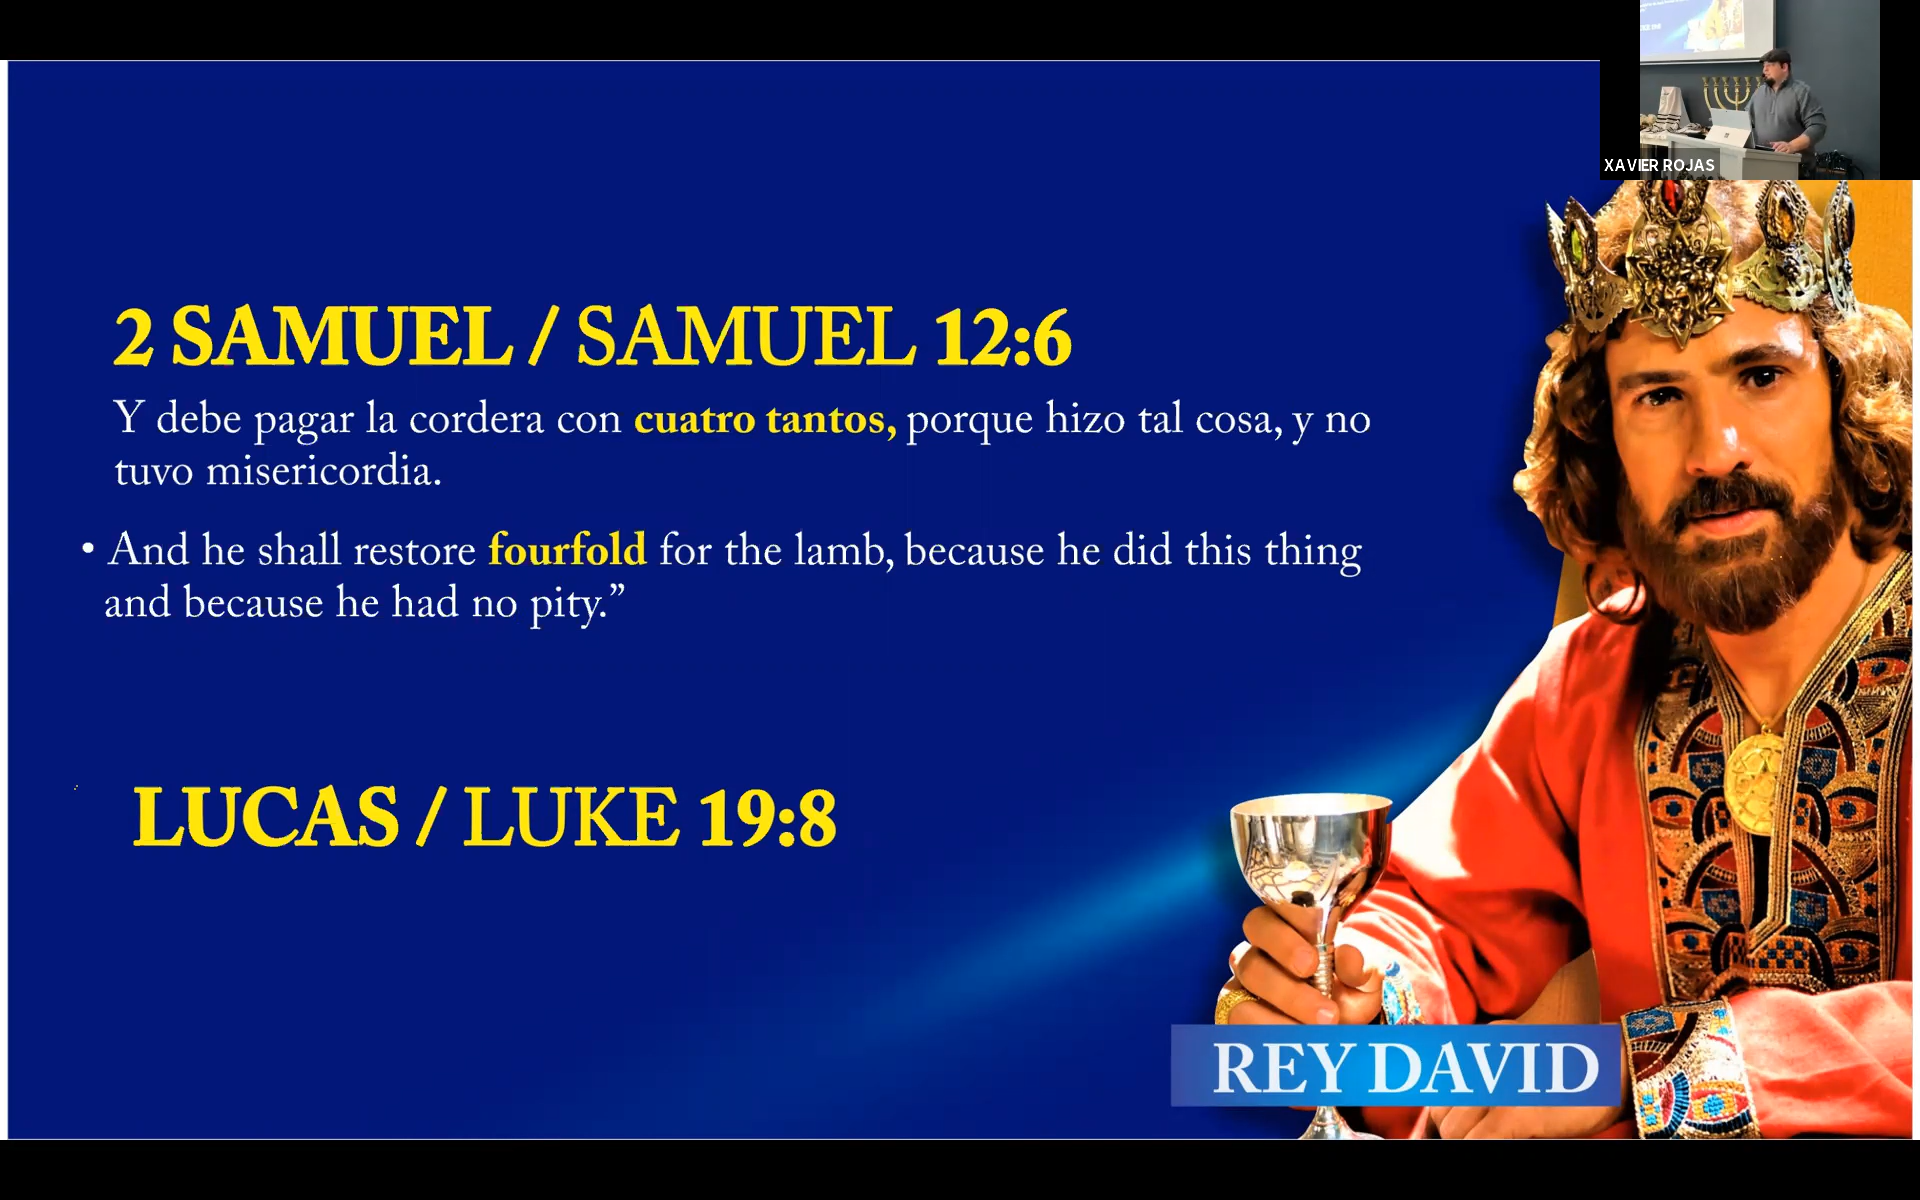 XAVIER ROJAS
2 SAMUEL / SAMUEL 12:6
Y debe pagar la cordera con cuatro tantos, porque hizo tal cosa, y no
tuvo misericordia.
• And he shall restore fourfold for the lamb, because he did this thing
and because he had no pity.”
LUCAS / LUKE 19:8
REY DAVID